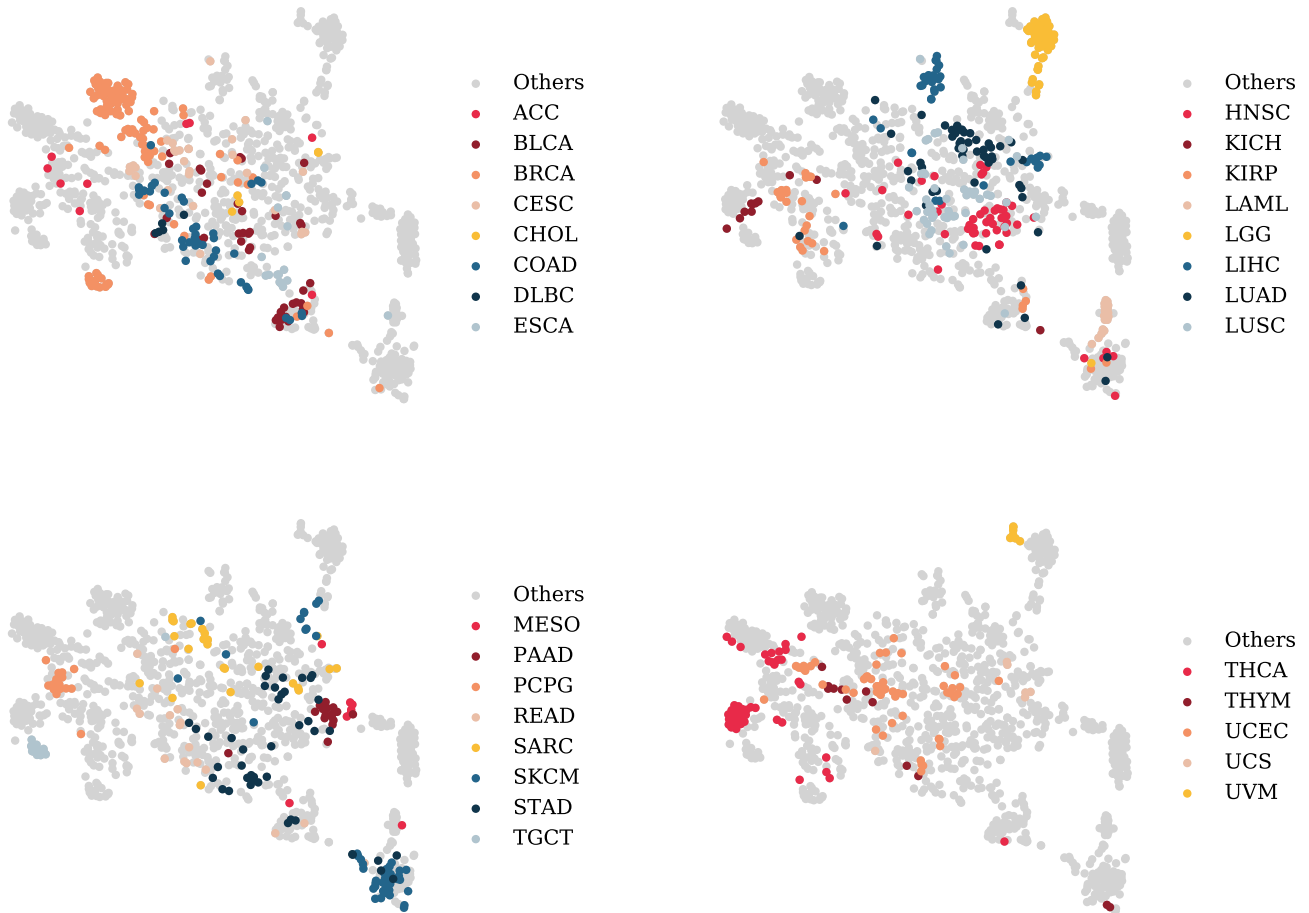 Others
ACC
BLCA
BRCA
CESC
CHOL
COAD
DLBC
ESCA
Others
HNSC
KICH
KIRP
LAML
LGG
LIHC
LUAD
LUSC
Others
MESO
PAAD
PCPG
READ
SARC
SKCM
STAD
TGCT
Others
THCA
THYM
UCEC
UCS
UVM